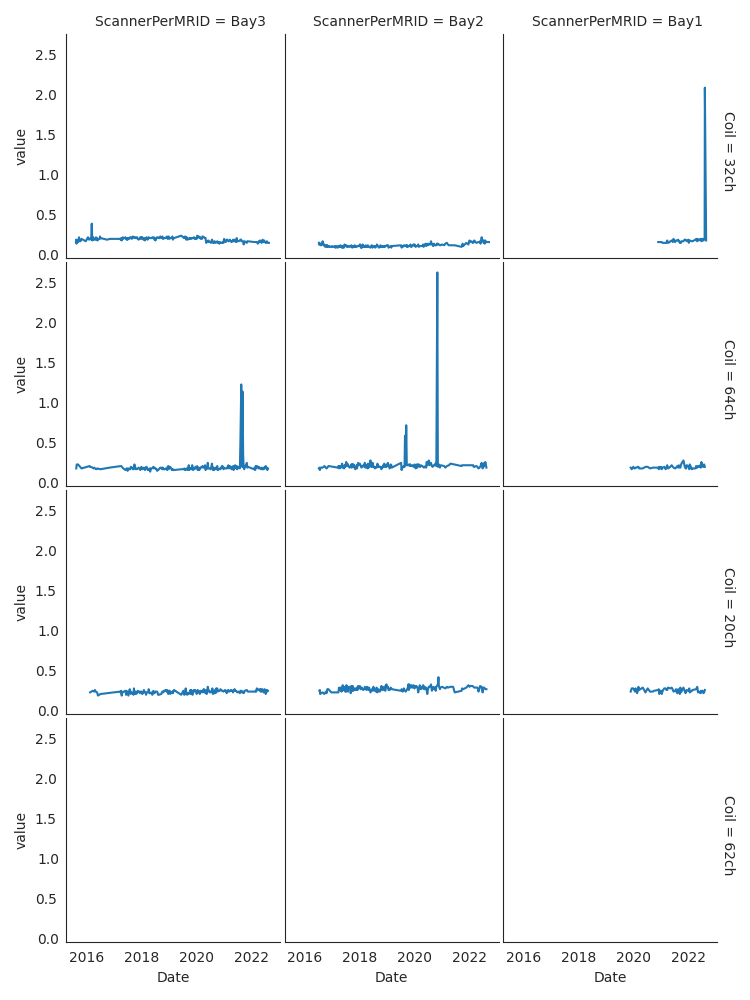 ScannerPerMRID = Bay3 ScannerPerMRID = Bay2 ScannerPerMRID = Bay1
2.5
2.0
1.5
1.0
0.5
0.0
value
Coil = 32ch
2.5
2.0
1.5
1.0
0.5
0.0
value
Coil = 64ch
2.5
2.0
1.5
1.0
0.5
0.0
value
Coil = 20ch
2.5
2.0
1.5
1.0
0.5
0.0
value
Coil = 62ch
2016 2018 2020 2022 2016 2018 2020 2022 2016 2018 2020 2022
Date Date Date